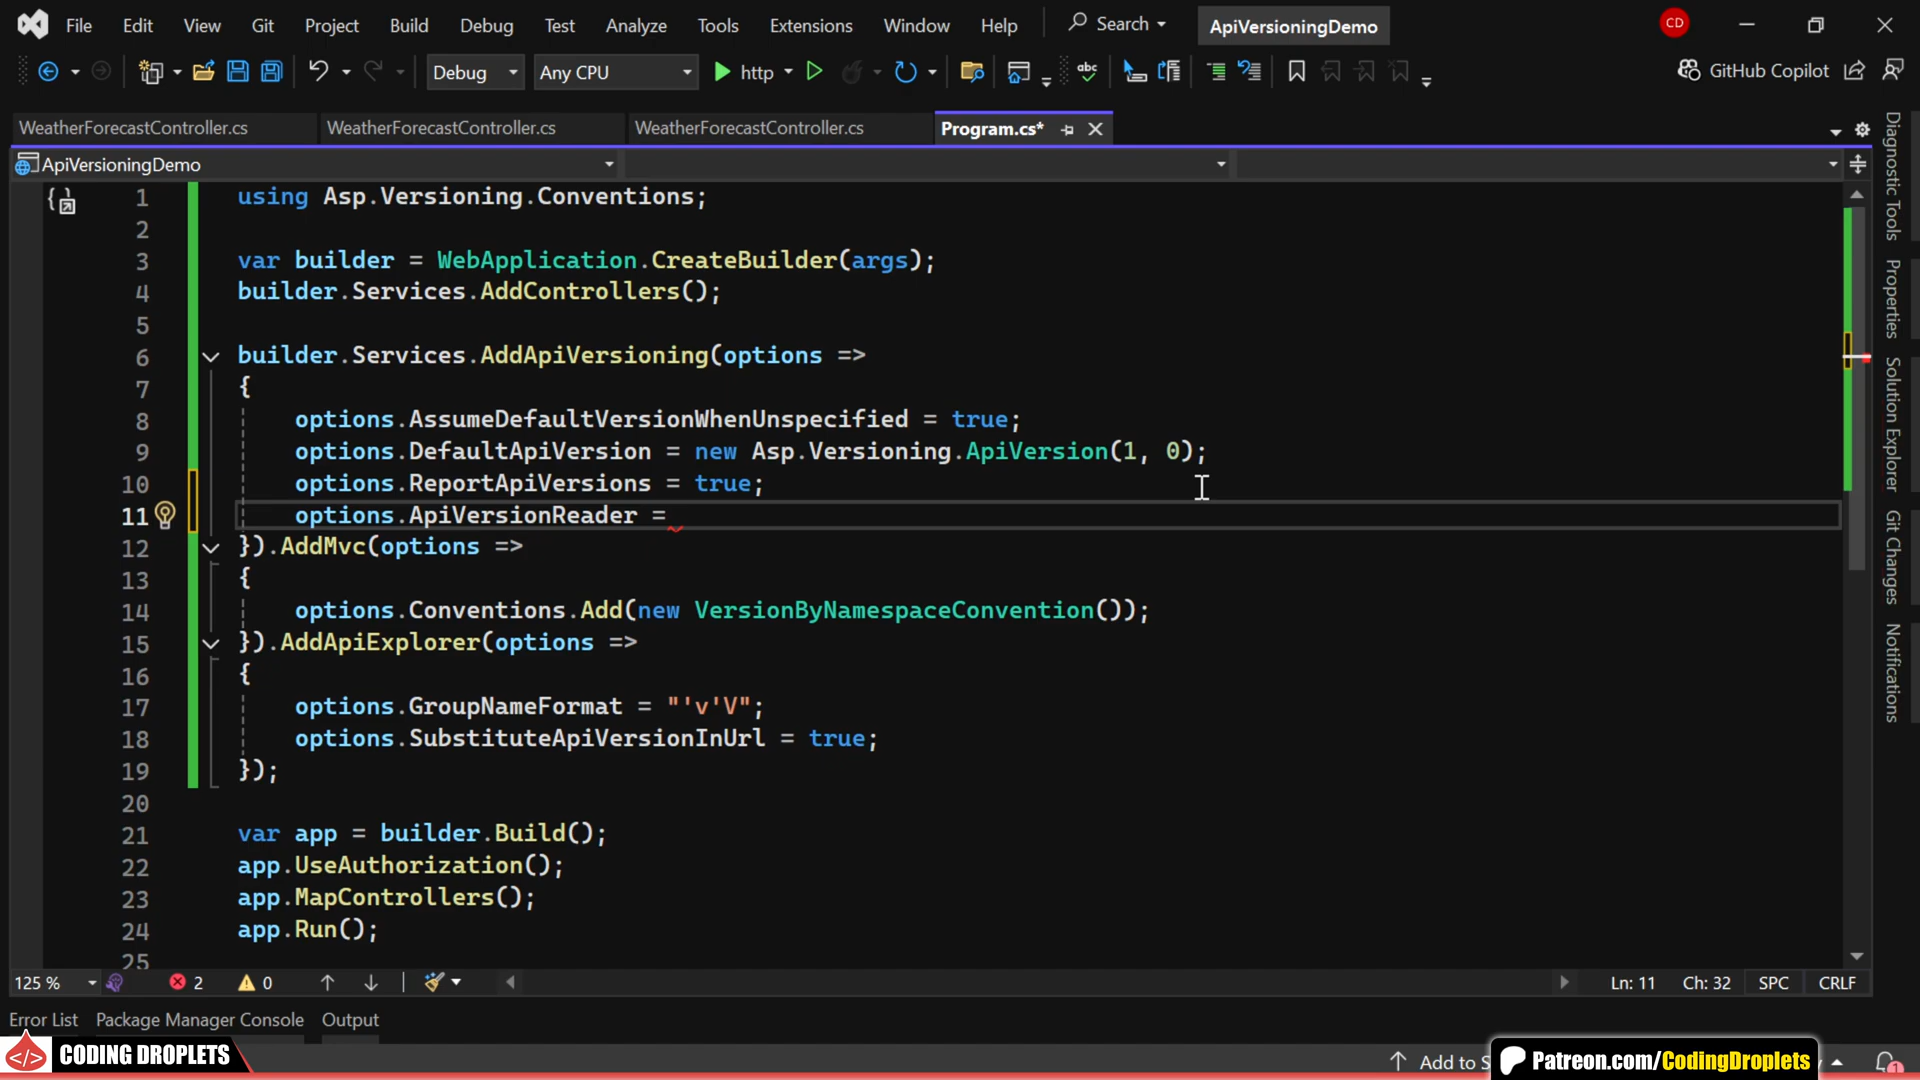 File Edit View Git Project Build Debug Test Analyze Tools Extensions Window Help Search ApiVersioningDemo CD
Debug Any CPU http GitHub Copilot
WeatherForecastController.cs WeatherForecastController.cs WeatherForecastController.cs Program.cs*
ApiVersioningDemo
1 using Asp.Versioning.Conventions;
2
3 var builder = WebApplication.CreateBuilder(args);
4 builder.Services.AddControllers();
5
6 builder.Services.AddApiVersioning(options =>
7 {
8 options.AssumeDefaultVersionWhenUnspecified = true;
9 options.DefaultApiVersion = new Asp.Versioning.ApiVersion(1, 0);
10 options.ReportApiVersions = true;
11 options.ApiVersionReader =
12 }).AddMvc(options =>
13 {
14 options.Conventions.Add(new VersionByNamespaceConvention());
15 }).AddApiExplorer(options =>
16 {
17 options.GroupNameFormat = "'v'V";
18 options.SubstituteApiVersionInUrl = true;
19 });
20
21 var app = builder.Build();
22 app.UseAuthorization();
23 app.MapControllers();
24 app.Run();
25
Diagnostic Tools
Properties
Solution Explorer
Git Changes
Notifications
125 % 2 0 Ln: 11 Ch: 32 SPC CRLF
Error List Package Manager Console Output
CODING DROPLETS
Add to S
Patreon.com/CodingDroplets
1